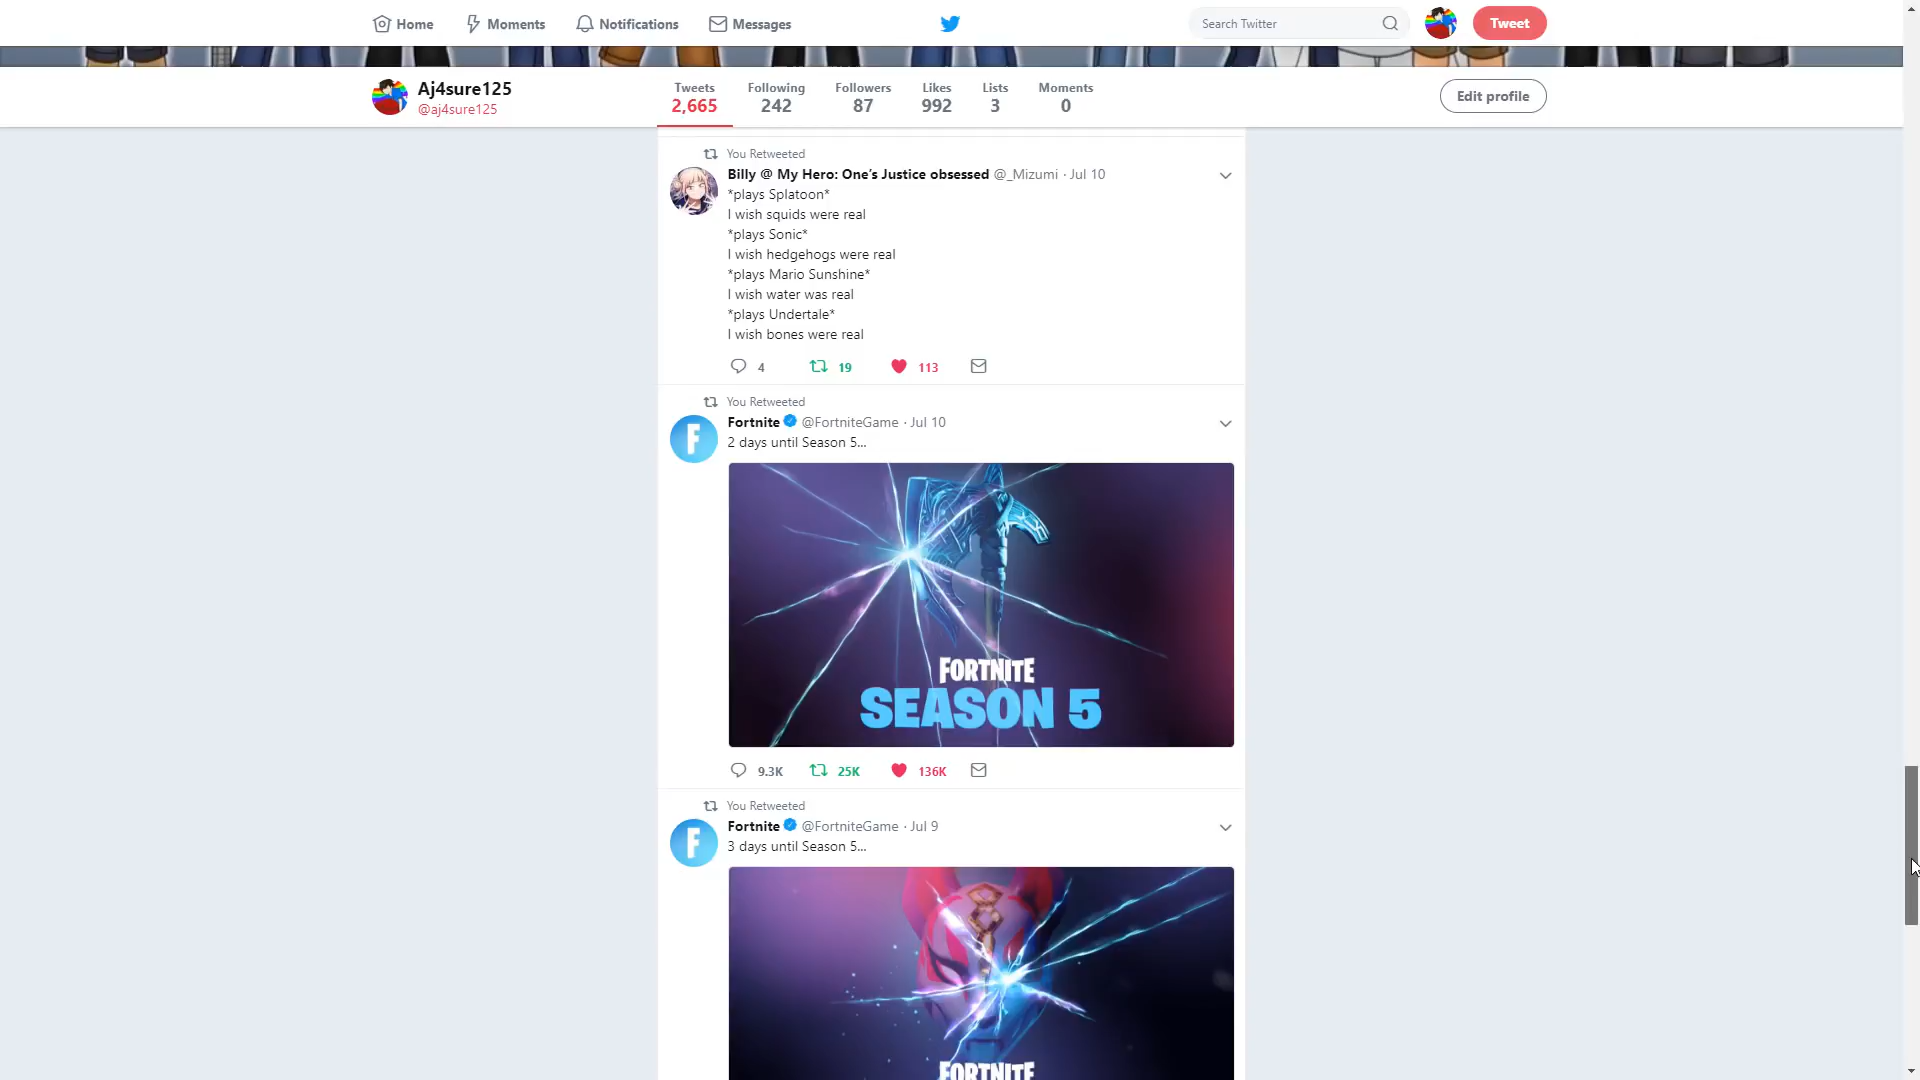 Home
Moments
Notifications
Messages
Search Twitter
Tweet
Aj4sure125
@aj4sure125
Tweets
2,665
Following
242
Followers
87
Likes
992
Lists
3
Moments
0
Edit profile
You Retweeted
Billy @ My Hero: One's Justice obsessed @_Mizumi · Jul 10
*plays Splatoon*
I wish squids were real
*plays Sonic*
I wish hedgehogs were real
*plays Mario Sunshine*
I wish water was real
*plays Undertale*
I wish bones were real
4 19 113
You Retweeted
Fortnite @FortniteGame · Jul 10
2 days until Season 5...
FORTNITE
SEASON 5
9.3K 25K 136K
You Retweeted
Fortnite @FortniteGame · Jul 9
3 days until Season 5...
FORTNITE